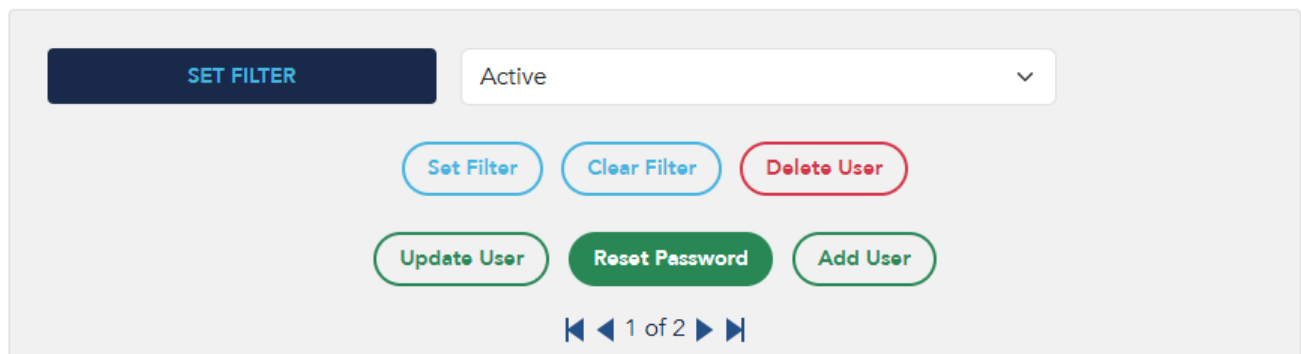 SET FILTER Active
Set Filter Clear Filter Delete User
Update User Reset Password Add User
1 of 2